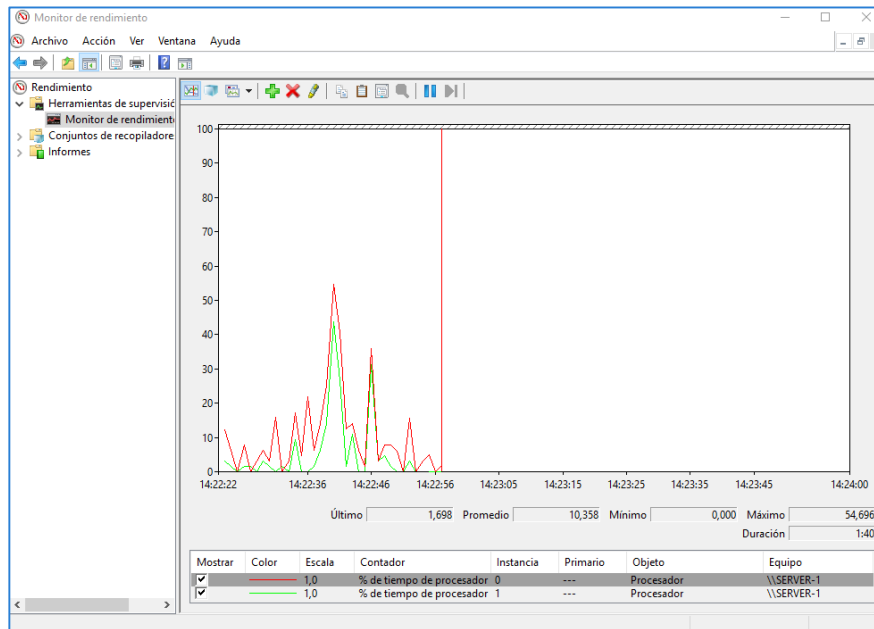 Monitor de rendimiento
Archivo Acción Ver Ventana Ayuda
Rendimiento
Herramientas de supervisió
Monitor de rendimiento
Conjuntos de recopiladore
Informes
100
90
80
70
60
50
40
30
20
10
0
14:22:22 14:22:36 14:22:46 14:22:56 14:23:05 14:23:15 14:23:25 14:23:35 14:23:45 14:24:00
Último 1,698 Promedio 10,358 Mínimo 0,000 Máximo 54,696
Duración 1:40
Mostrar Color Escala Contador Instancia Primario Objeto Equipo
1,0 % de tiempo de procesador 0 --- Procesador \\SERVER-1
1,0 % de tiempo de procesador 1 --- Procesador \\SERVER-1